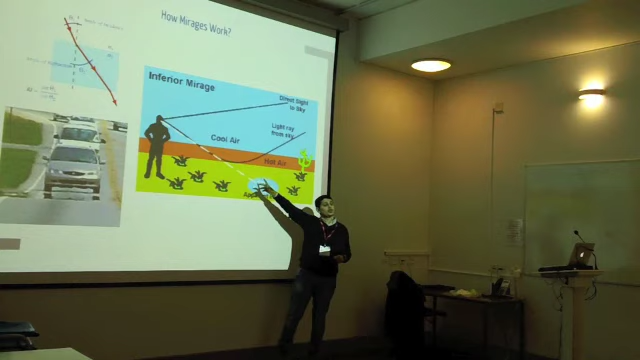 How Mirages Work?
Inferior Mirage
Direct Sight
to Sky
Light ray
from sky
Cool Air
Hot Air